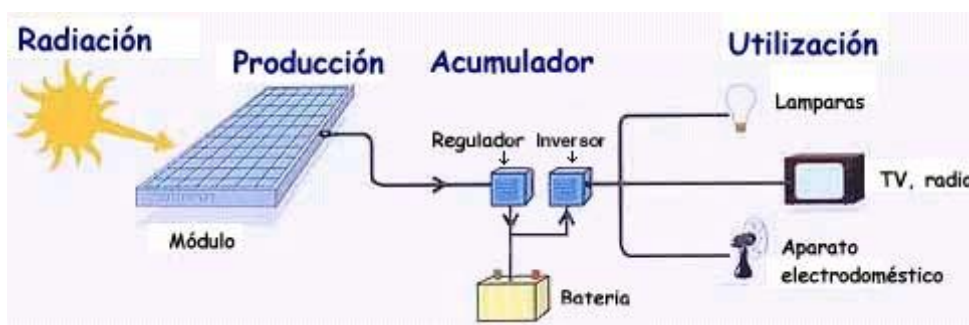 Radiación
Producción
Acumulador
Utilización
Lamparas
Regulador
Inversor
TV, radio
Módulo
Aparato
electrodoméstico
Bateria